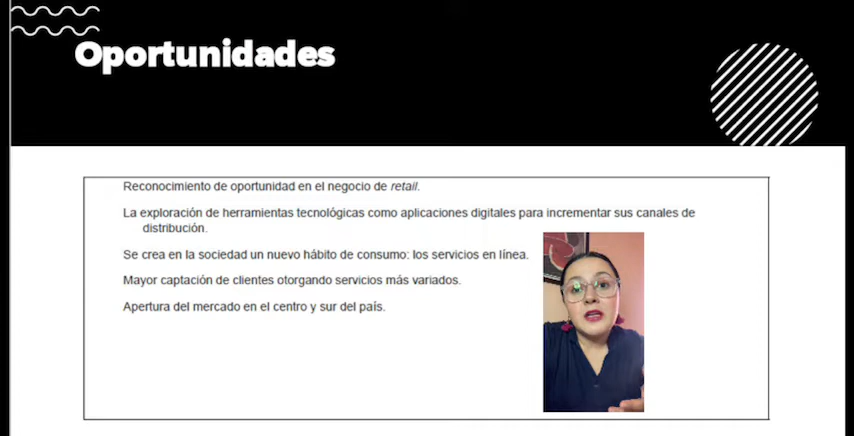 Oportunidades
Reconocimiento de oportunidad en el negocio de retail.
La exploración de herramientas tecnológicas como aplicaciones digitales para incrementar sus canales de
distribución.
Se crea en la sociedad un nuevo hábito de consumo: los servicios en línea.
Mayor captación de clientes otorgando servicios más variados.
Apertura del mercado en el centro y sur del país.